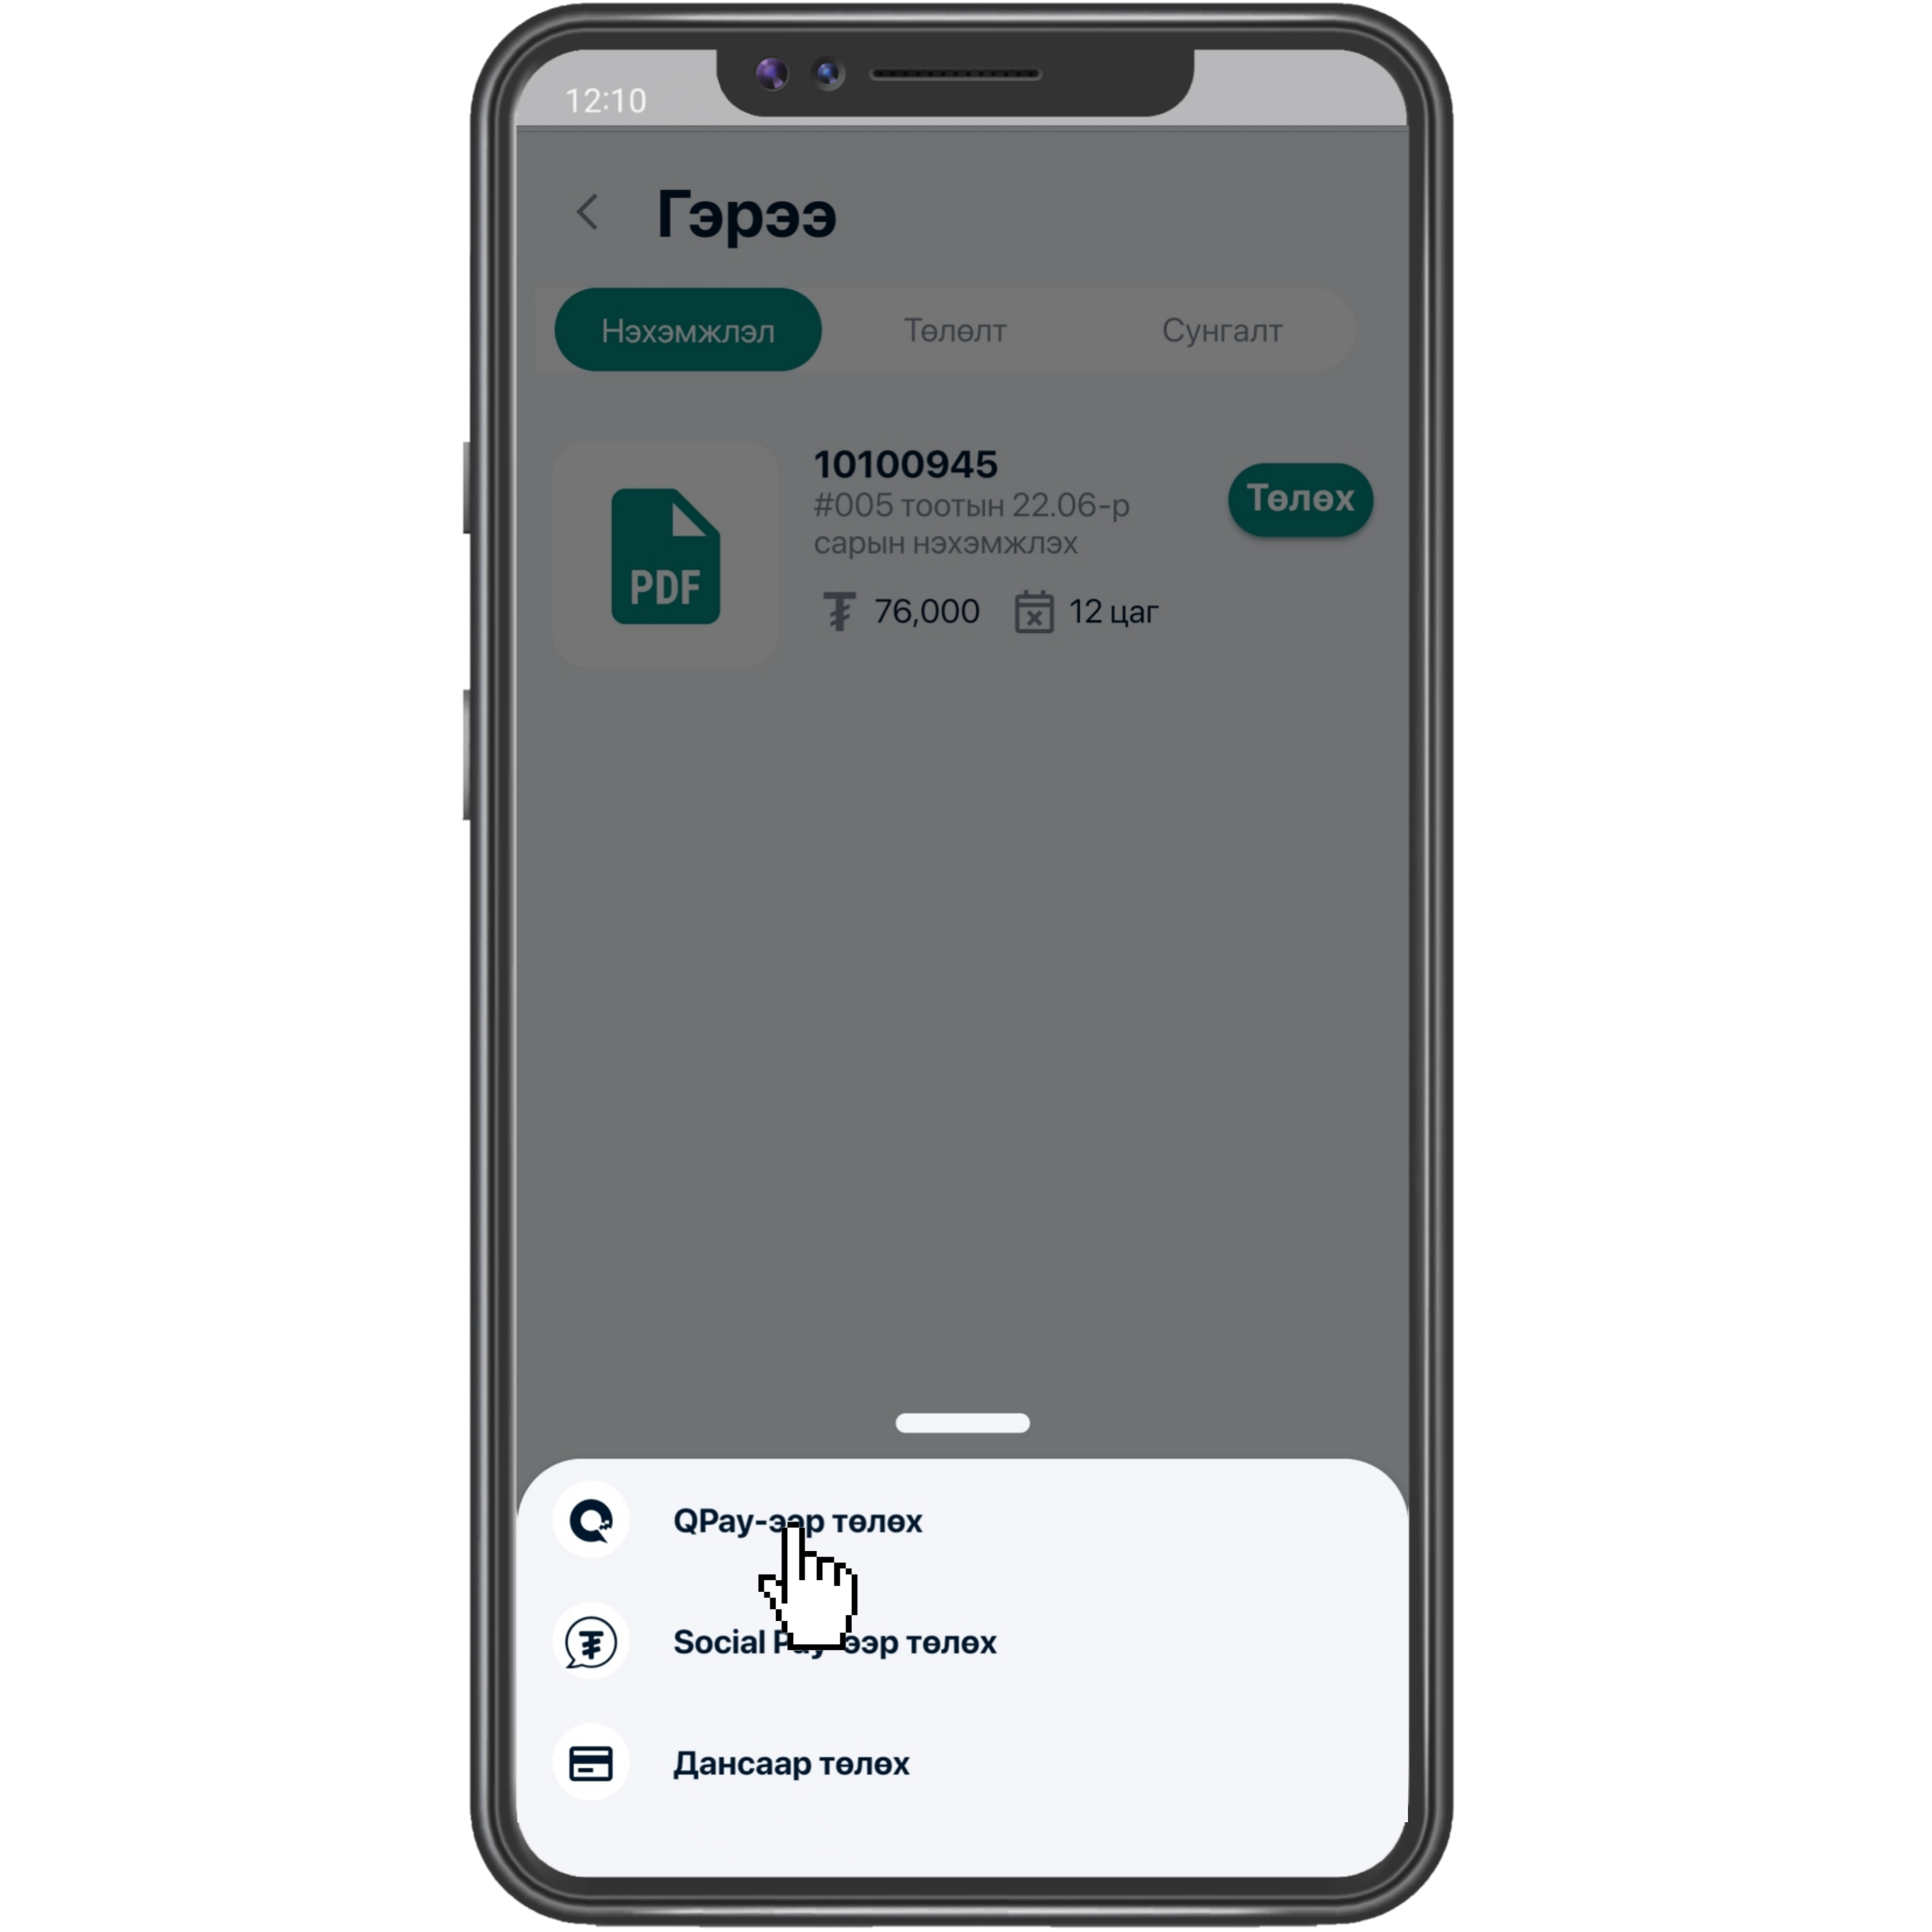 12:10
Гэрээ
Нэхэмжлэл Төлөлт Сунгалт
10100945
#005 тоотын 22.06-р
сарын нэхэмжлэх
Төлөх
PDF
₮ 76,000 12 цаг
QPay-ээр төлөх
Social Pay-ээр төлөх
₮
Дансаар төлөх